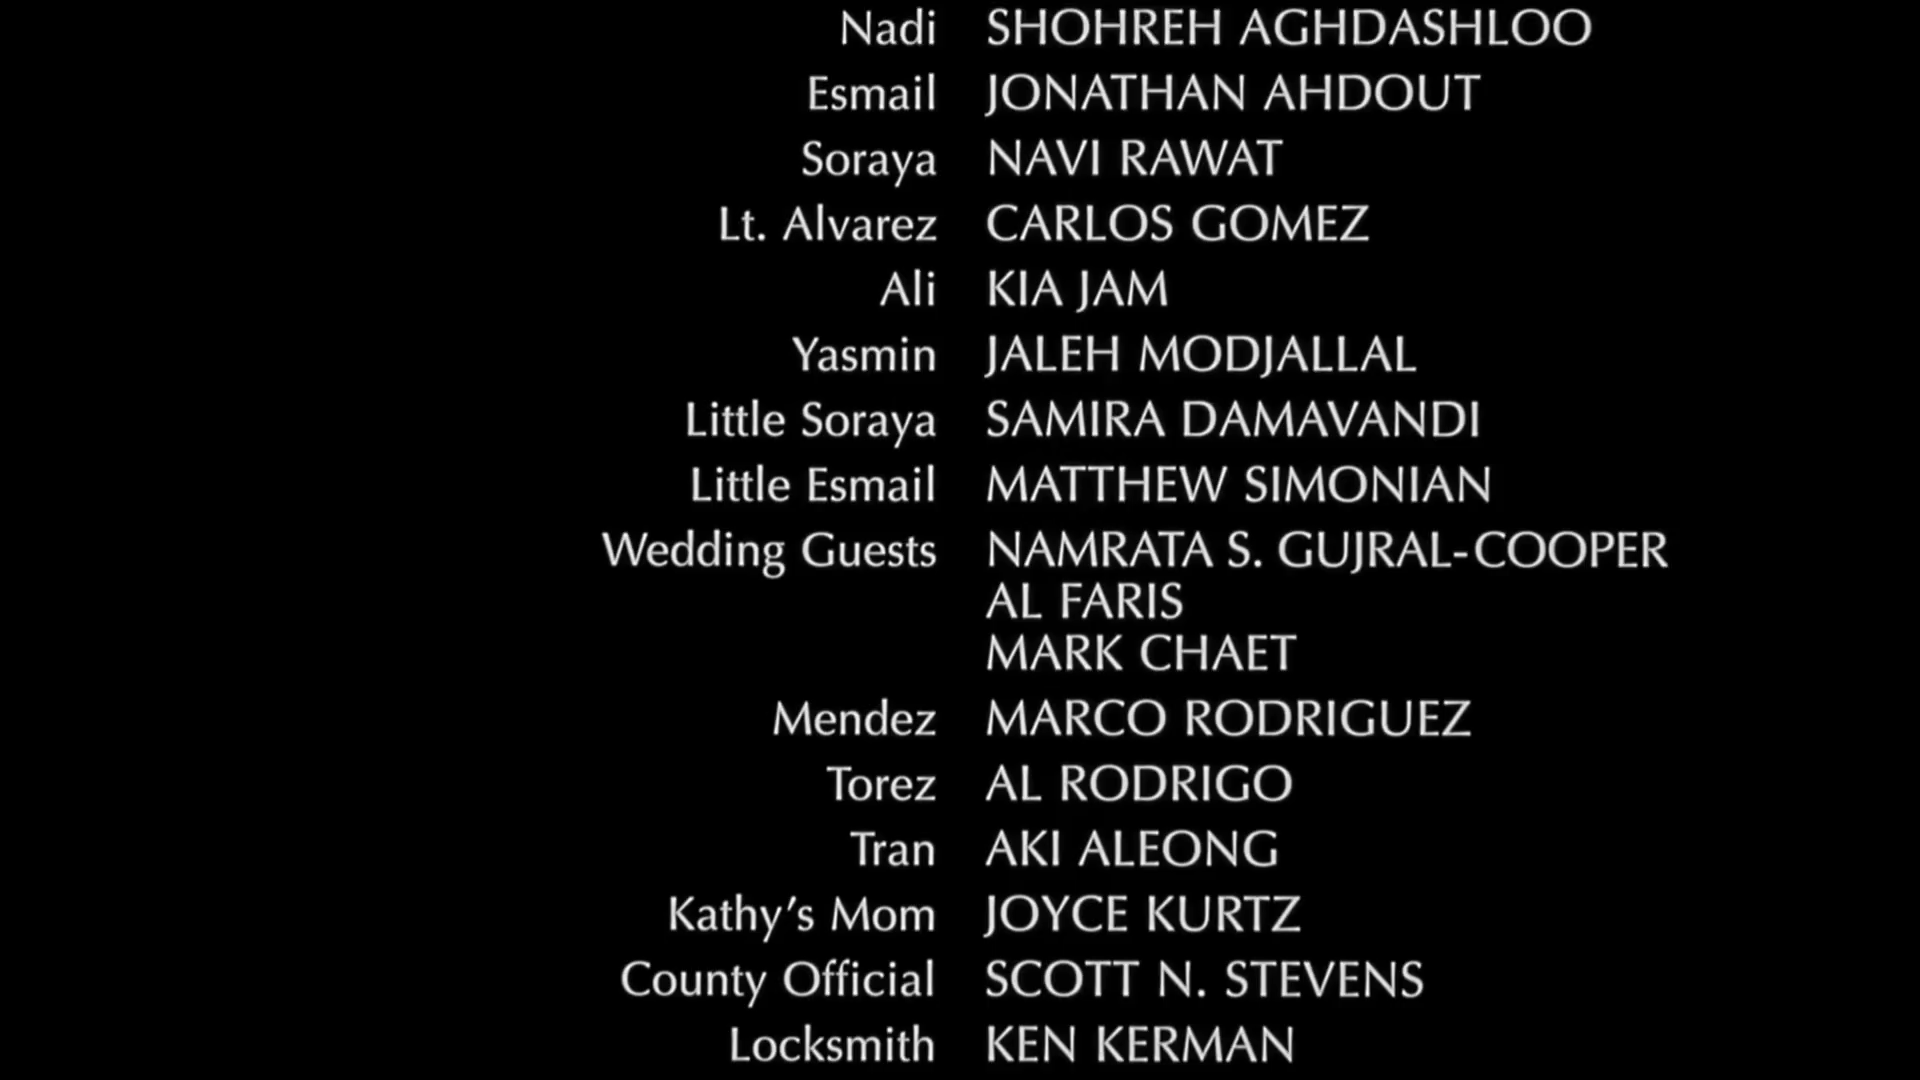 Nadi SHOHREH AGHDASHLOO
Esmail JONATHAN AHDOUT
Soraya NAVI RAWAT
Lt. Alvarez CARLOS GOMEZ
Ali KIA JAM
Yasmin JALEH MODJALLAL
Little Soraya SAMIRA DAMAVANDI
Little Esmail MATTHEW SIMONIAN
Wedding Guests NAMRATA S. GUJRAL-COOPER
AL FARIS
MARK CHAET
Mendez MARCO RODRIGUEZ
Torez AL RODRIGO
Tran AKI ALEONG
Kathy's Mom JOYCE KURTZ
County Official SCOTT N. STEVENS
Locksmith KEN KERMAN